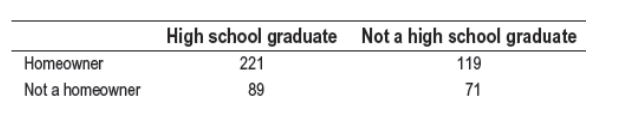 High school graduate Not a high school graduate
Homeowner 221 119
Not a homeowner 89 71